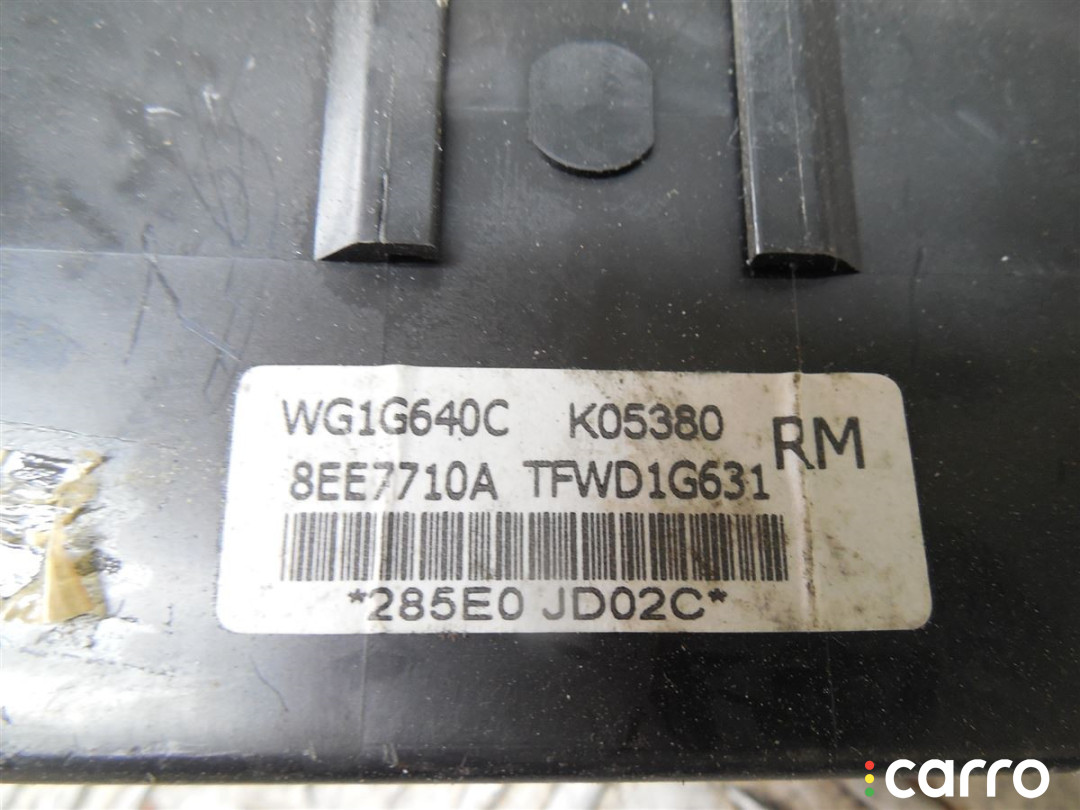 WG1G640C K05380 RM
8EE7710A TFWD1G631
*285E0 JD02C*
carro